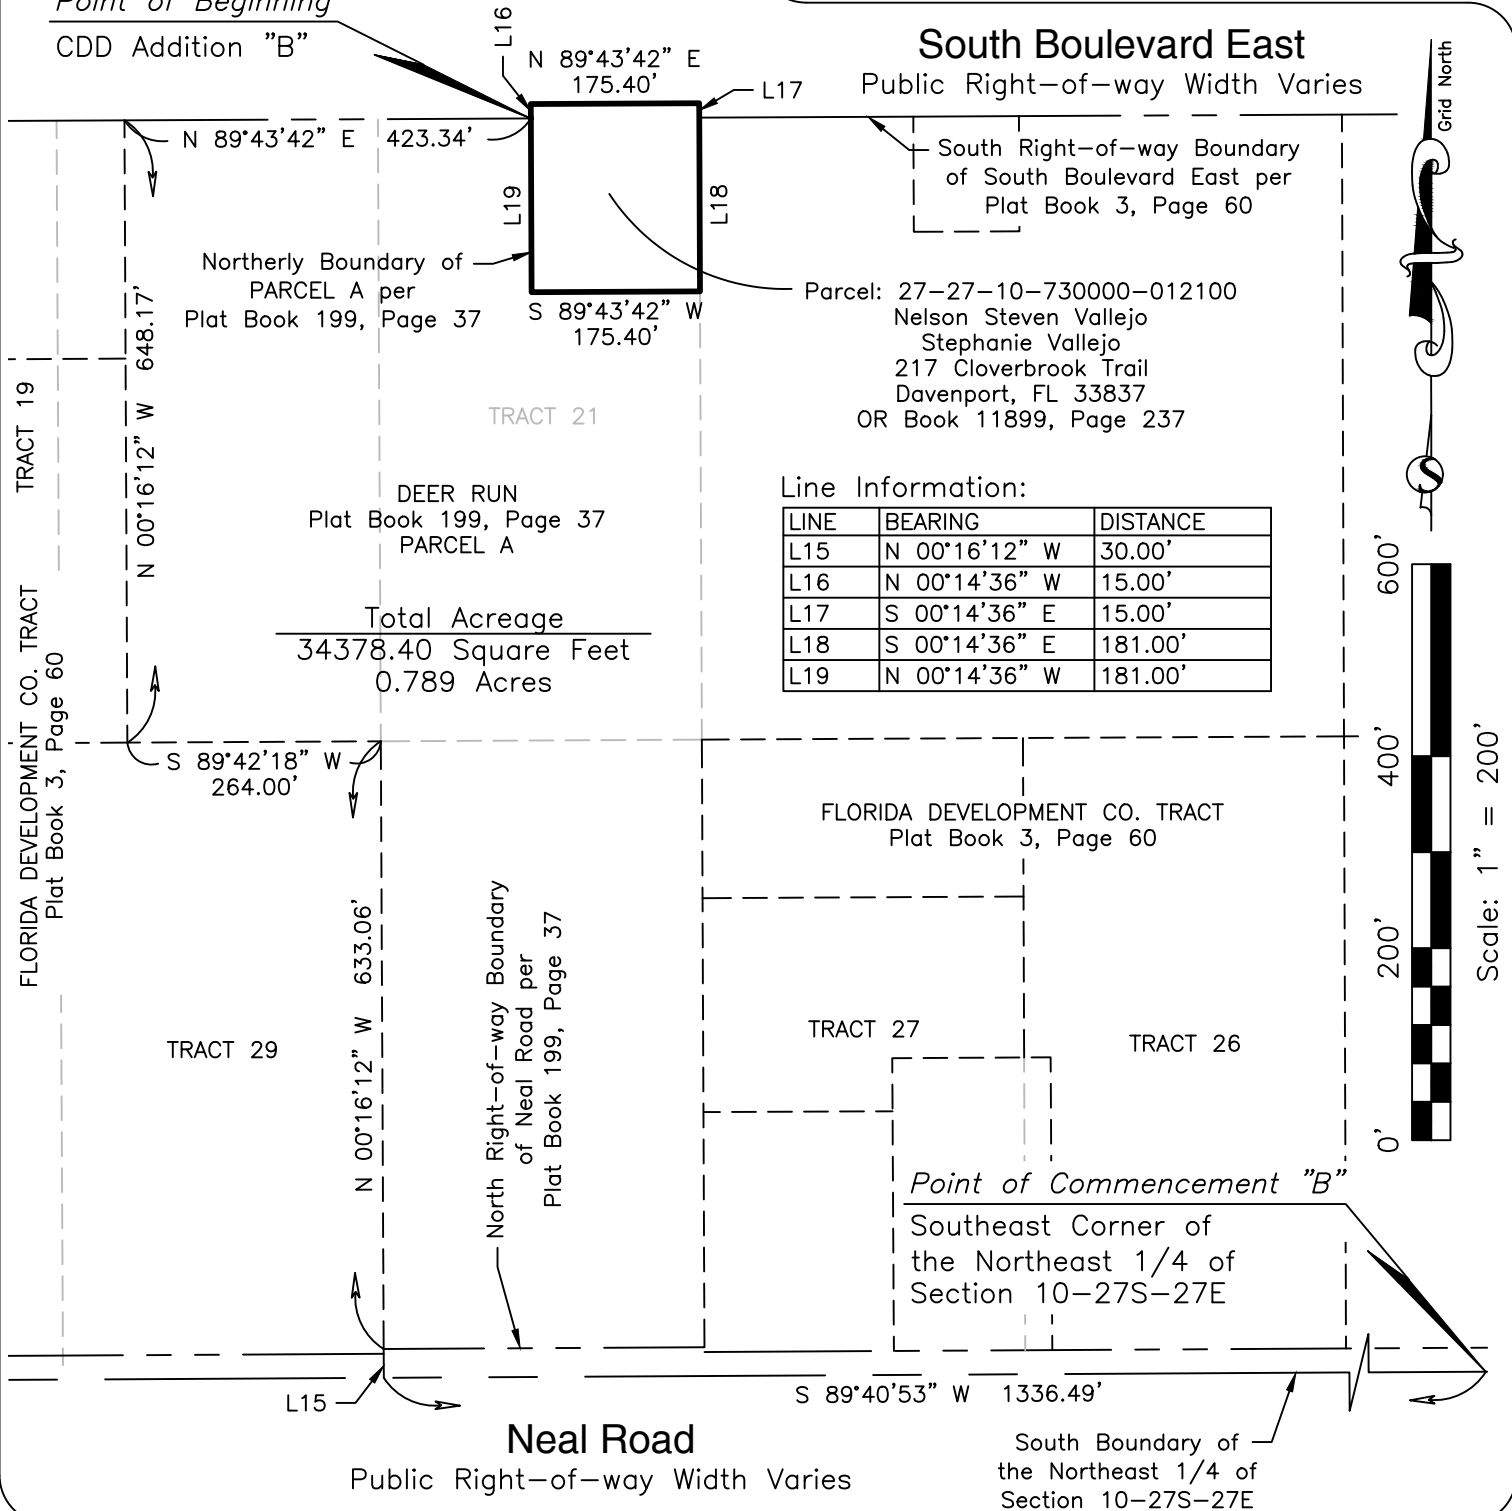 Point of Beginning
CDD Addition "B"
L16
N 89°43'42" E
175.40'
L17
South Boulevard East
Public Right-of-way Width Varies
Grid North
N 89°43'42" E 423.34'
South Right-of-way Boundary
of South Boulevard East per
Plat Book 3, Page 60
L19
L18
Northerly Boundary of
PARCEL A per
Plat Book 199, Page 37
S 89°43'42" W
175.40'
Parcel: 27-27-10-730000-012100
Nelson Steven Vallejo
Stephanie Vallejo
217 Cloverbrook Trail
Davenport, FL 33837
OR Book 11899, Page 237
N 00°16'12" W 648.17'
TRACT 19
TRACT 21
DEER RUN
Plat Book 199, Page 37
PARCEL A
Total Acreage
34378.40 Square Feet
0.789 Acres
Line Information:
LINE BEARING DISTANCE
L15 N 00°16'12" W 30.00'
L16 N 00°14'36" W 15.00'
L17 S 00°14'36" E 15.00'
L18 S 00°14'36" E 181.00'
L19 N 00°14'36" W 181.00'
S
600'
400'
200'
0'
Scale: 1" = 200'
FLORIDA DEVELOPMENT CO. TRACT
Plat Book 3, Page 60
S 89°42'18" W
264.00'
FLORIDA DEVELOPMENT CO. TRACT
Plat Book 3, Page 60
N 00°16'12" W 633.06'
North Right-of-way Boundary
of Neal Road per
Plat Book 199, Page 37
TRACT 29
TRACT 27
TRACT 26
Point of Commencement "B"
Southeast Corner of
the Northeast 1/4 of
Section 10-27S-27E
L15
S 89°40'53" W 1336.49'
Neal Road
Public Right-of-way Width Varies
South Boundary of
the Northeast 1/4 of
Section 10-27S-27E